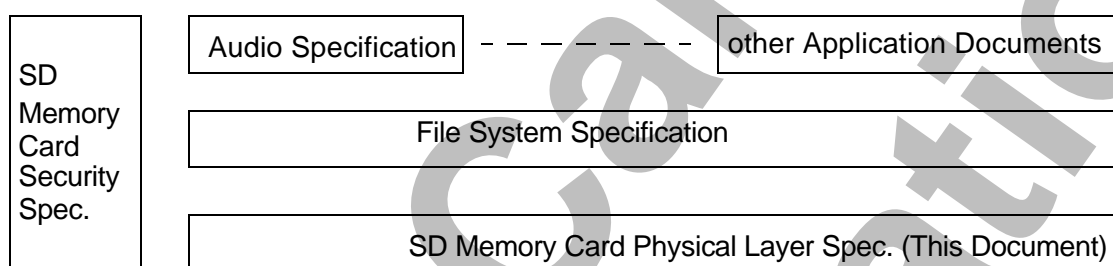 SD
Memory
Card
Security
Spec.
Audio Specification
other Application Documents
File System Specification
SD Memory Card Physical Layer Spec. (This Document)